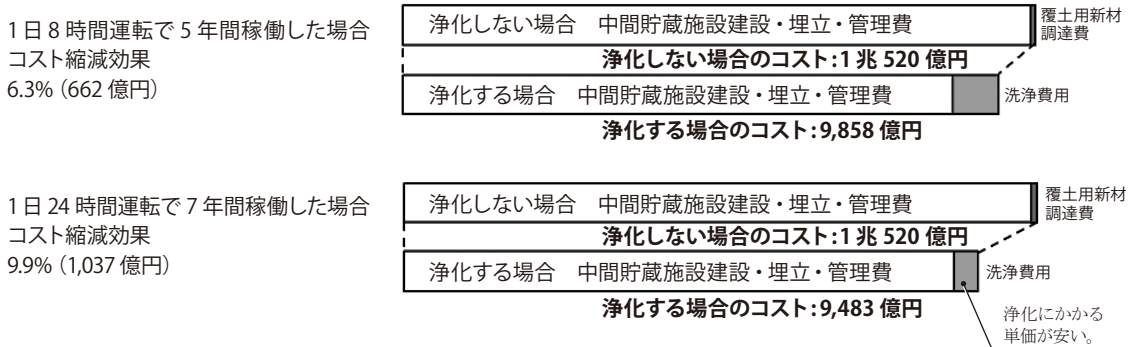 1日8時間運転で5年間稼働した場合
コスト縮減効果
6.3%（662億円）
浄化しない場合　中間貯蔵施設建設・埋立・管理費
覆土用新材
調達費
浄化しない場合のコスト：1兆520億円
浄化する場合　中間貯蔵施設建設・埋立・管理費
洗浄費用
浄化する場合のコスト：9,858億円
1日24時間運転で7年間稼働した場合
コスト縮減効果
9.9%（1,037億円）
浄化しない場合　中間貯蔵施設建設・埋立・管理費
覆土用新材
調達費
浄化しない場合のコスト：1兆520億円
浄化する場合　中間貯蔵施設建設・埋立・管理費
洗浄費用
浄化する場合のコスト：9,483億円
浄化にかかる
単価が安い。